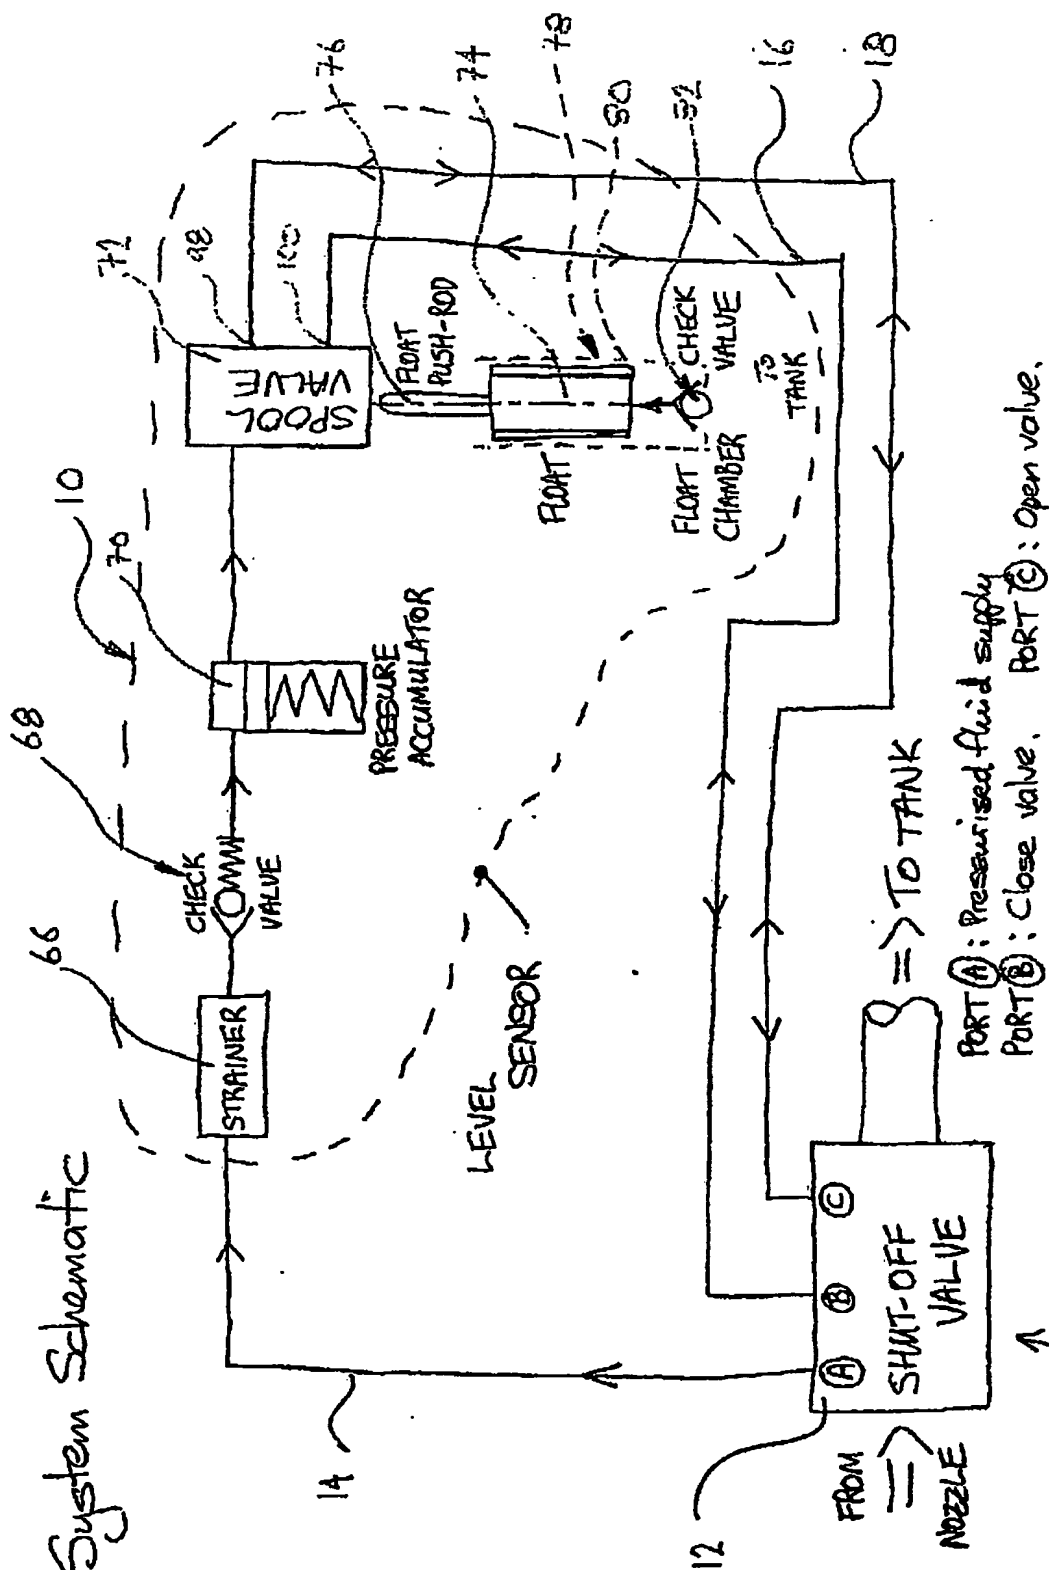 System Schematic
66
68
10
70
72
98
100
76
74
78
80
82
16
18
STRAINER
CHECK
VALVE
PRESSURE
ACCUMULATOR
SPOOL
VALVE
FLOAT
PUSH-ROD
FLOAT
FLOAT
CHAMBER
CHECK
VALVE
TO
TANK
14
LEVEL
SENSOR
12
A
B
C
SHUT-OFF
VALVE
FROM
NOZZLE
TO TANK
PORT A: Pressurised fluid supply
PORT B: Close valve. PORT C: Open valve.